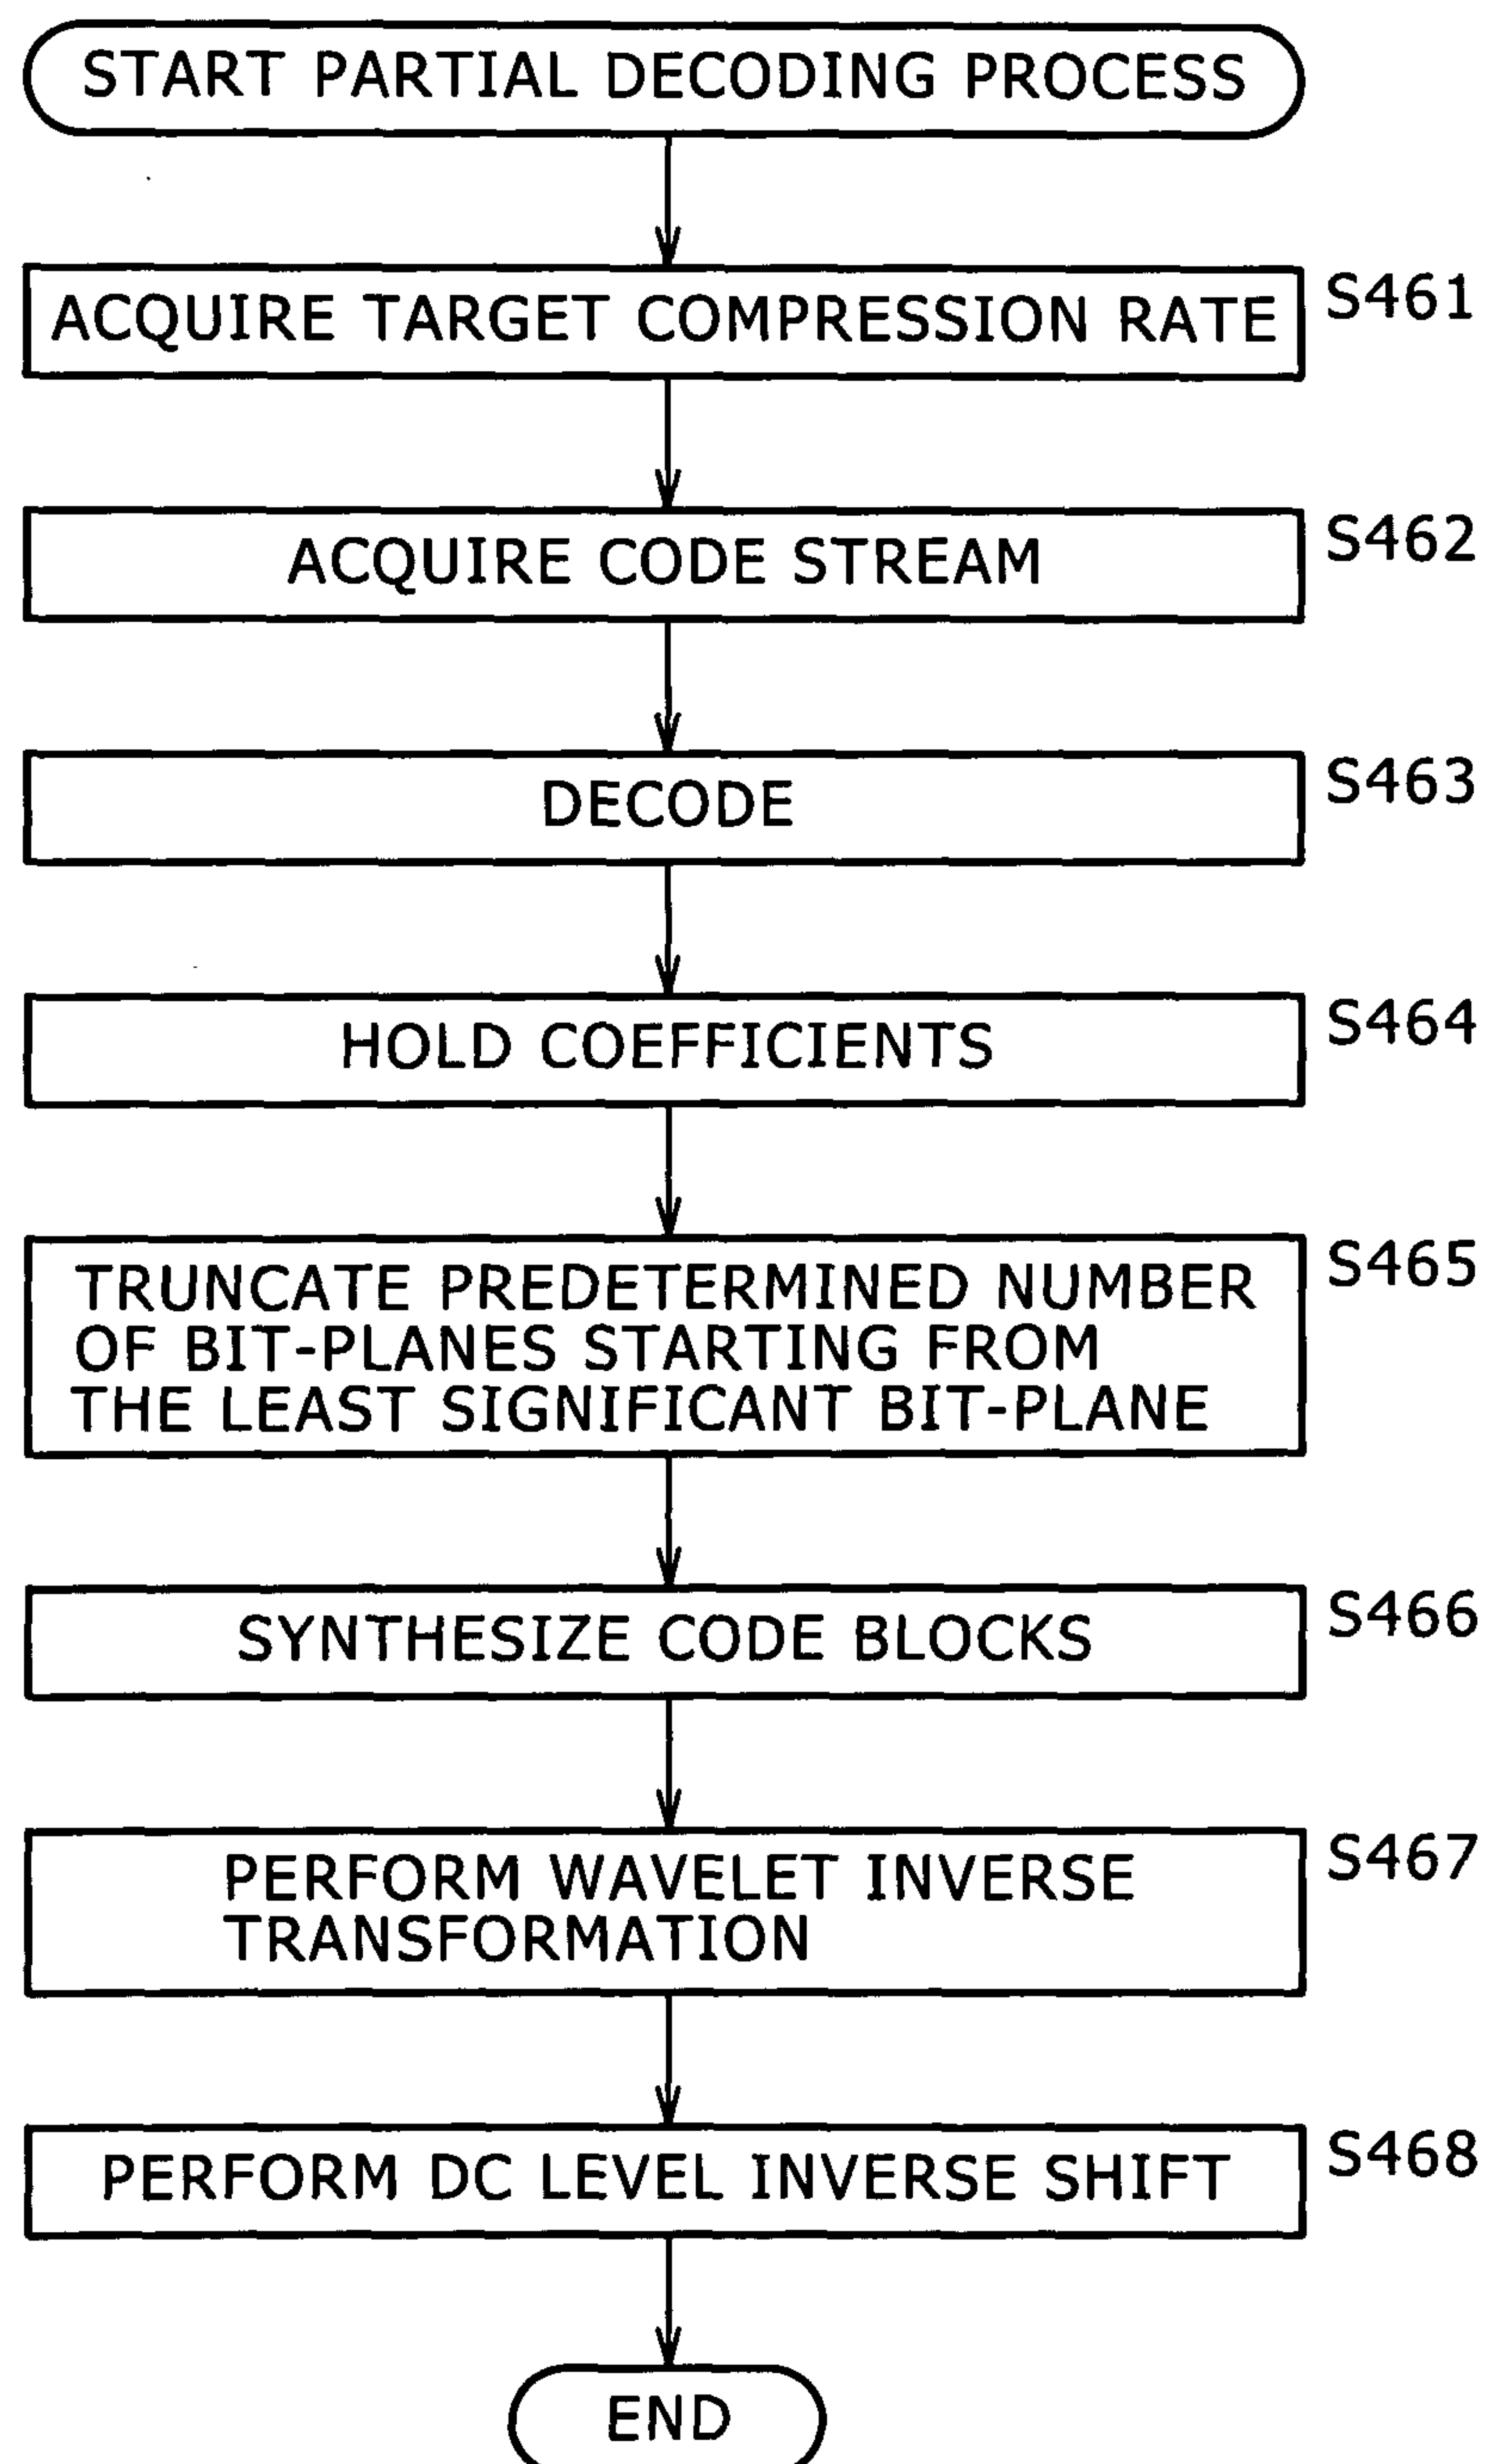 START PARTIAL DECODING PROCESS
ACQUIRE TARGET COMPRESSION RATE
S461
ACQUIRE CODE STREAM
S462
DECODE
S463
HOLD COEFFICIENTS
S464
TRUNCATE PREDETERMINED NUMBER
OF BIT-PLANES STARTING FROM
THE LEAST SIGNIFICANT BIT-PLANE
S465
SYNTHESIZE CODE BLOCKS
S466
PERFORM WAVELET INVERSE
TRANSFORMATION
S467
PERFORM DC LEVEL INVERSE SHIFT
S468
END